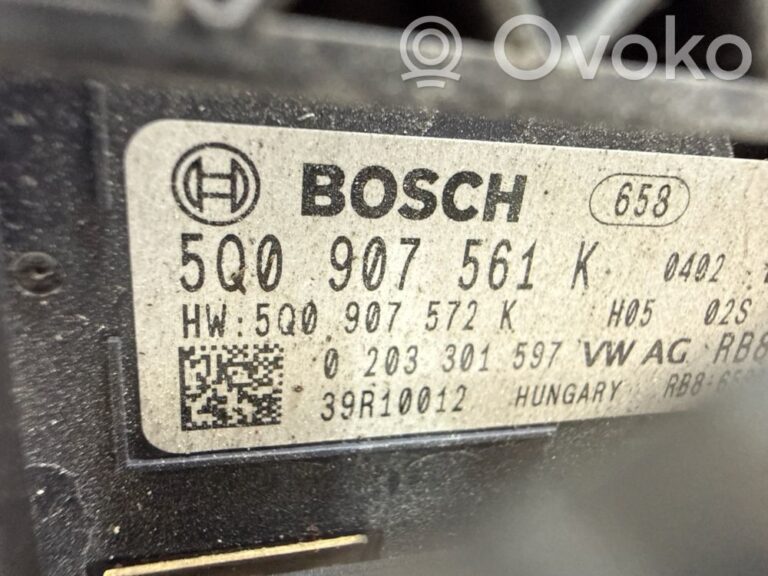 Ovoko
BOSCH 658
5Q0 907 561 K 0402
HW:5Q0 907 572 K H05 02S
0 203 301 597 VW AG RB8
39R10012 HUNGARY